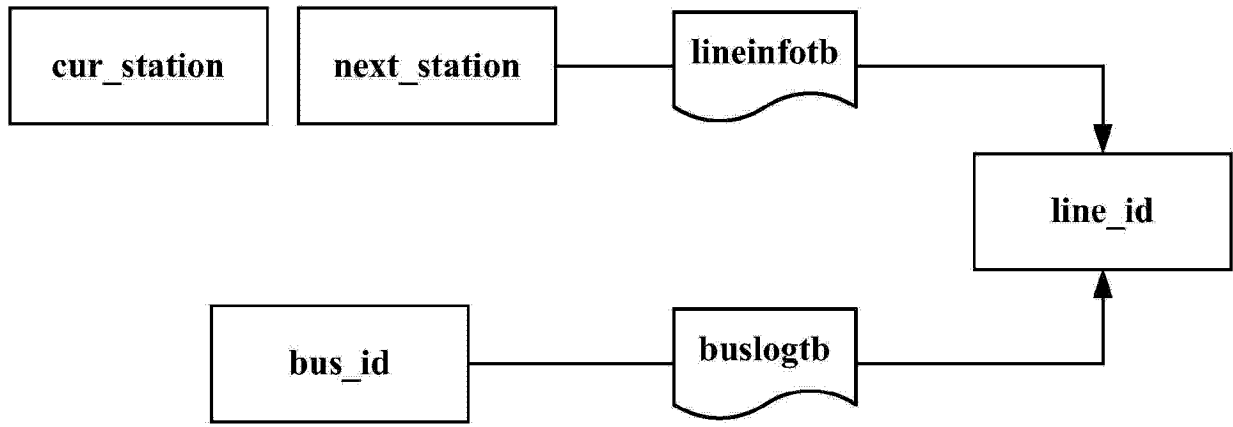 cur_station
next_station
lineinfotb
line_id
bus_id
buslogtb